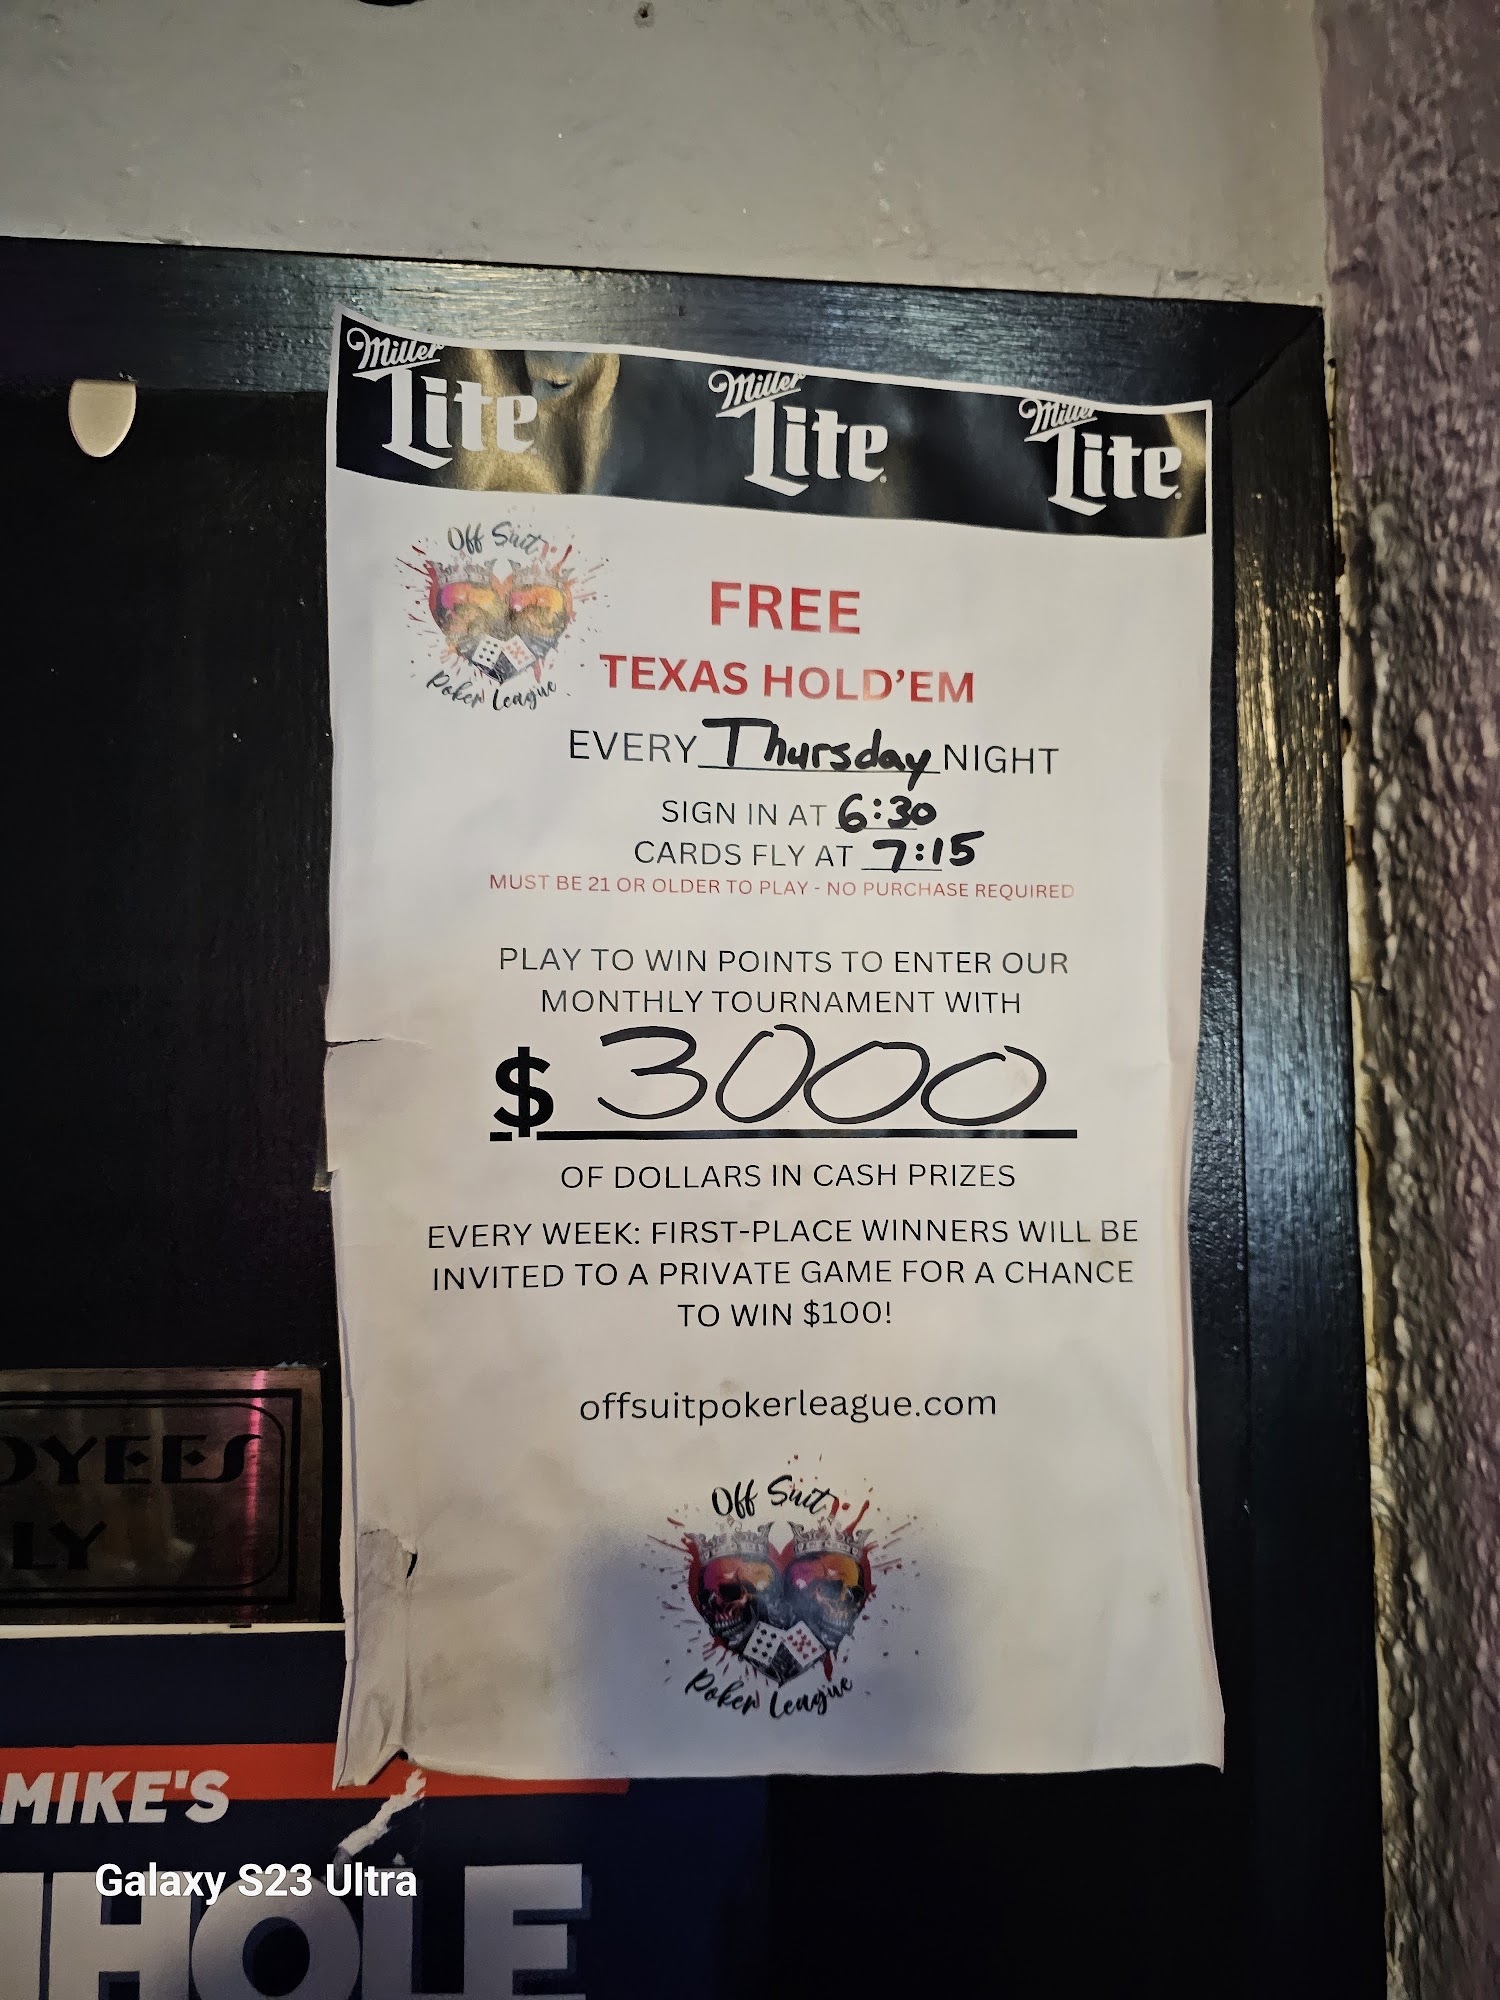 Miller Lite Miller Lite Miller Lite
Off Suit
Poker League
FREE
TEXAS HOLD'EM
EVERY Thursday NIGHT
SIGN IN AT 6:30
CARDS FLY AT 7:15
MUST BE 21 OR OLDER TO PLAY - NO PURCHASE REQUIRED
PLAY TO WIN POINTS TO ENTER OUR
MONTHLY TOURNAMENT WITH
$ 3000
OF DOLLARS IN CASH PRIZES
EVERY WEEK: FIRST-PLACE WINNERS WILL BE
INVITED TO A PRIVATE GAME FOR A CHANCE
TO WIN $100!
offsuitpokerleague.com
Off Suit
Poker League
OYEES
LY
MIKE'S
HOLE
Galaxy S23 Ultra